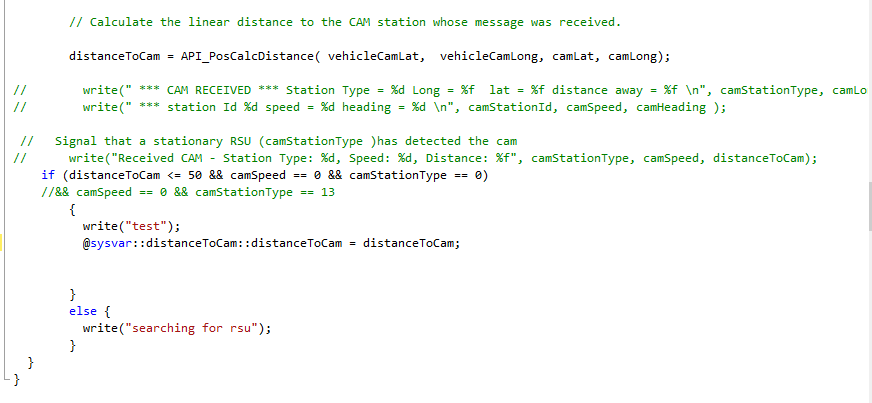 // Calculate the linear distance to the CAM station whose message was received.
distanceToCam = API_PosCalcDistance( vehicleCamLat,  vehicleCamLong, camLat, camLong);
//        write(" *** CAM RECEIVED *** Station Type = %d Long = %f  lat = %f distance away = %f \n", camStationType, camLo
//        write(" *** station Id %d speed = %d heading = %d \n", camStationId, camSpeed, camHeading );
//   Signal that a stationary RSU (camStationType )has detected the cam
//      write("Received CAM - Station Type: %d, Speed: %d, Distance: %f", camStationType, camSpeed, distanceToCam);
if (distanceToCam <= 50 && camSpeed == 0 && camStationType == 0)
//&& camSpeed == 0 && camStationType == 13
{
write("test");
@sysvar::distanceToCam::distanceToCam = distanceToCam;
}
else {
write("searching for rsu");
}
}
}